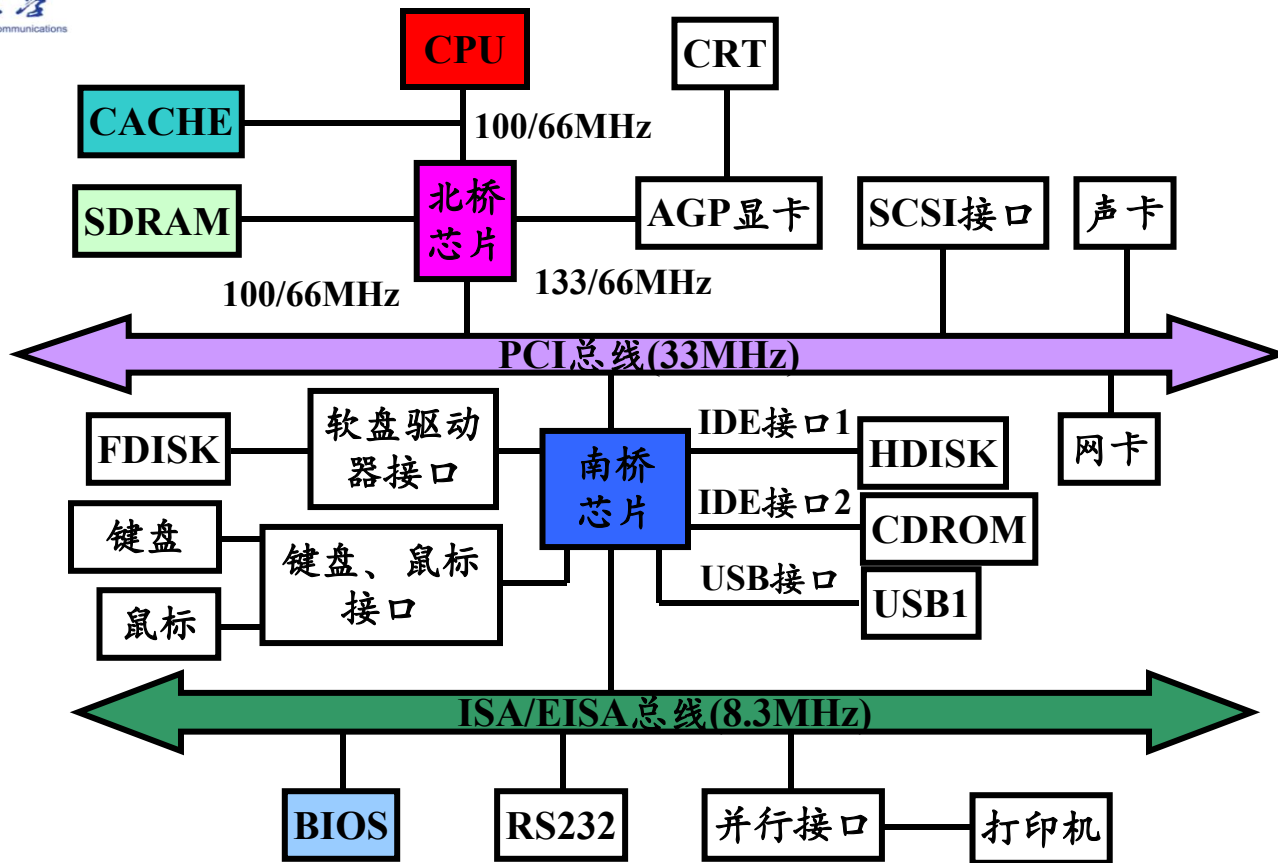 ommunications
CPU
CRT
CACHE
100/66MHz
北桥
芯片
SDRAM
AGP显卡
SCSI接口
声卡
100/66MHz
133/66MHz
PCI总线(33MHz)
FDISK
软盘驱动
器接口
南桥
芯片
IDE接口1
HDISK
网卡
IDE接口2
CDROM
键盘
键盘、鼠标
接口
USB接口
USB1
鼠标
ISA/EISA总线(8.3MHz)
BIOS
RS232
并行接口
打印机